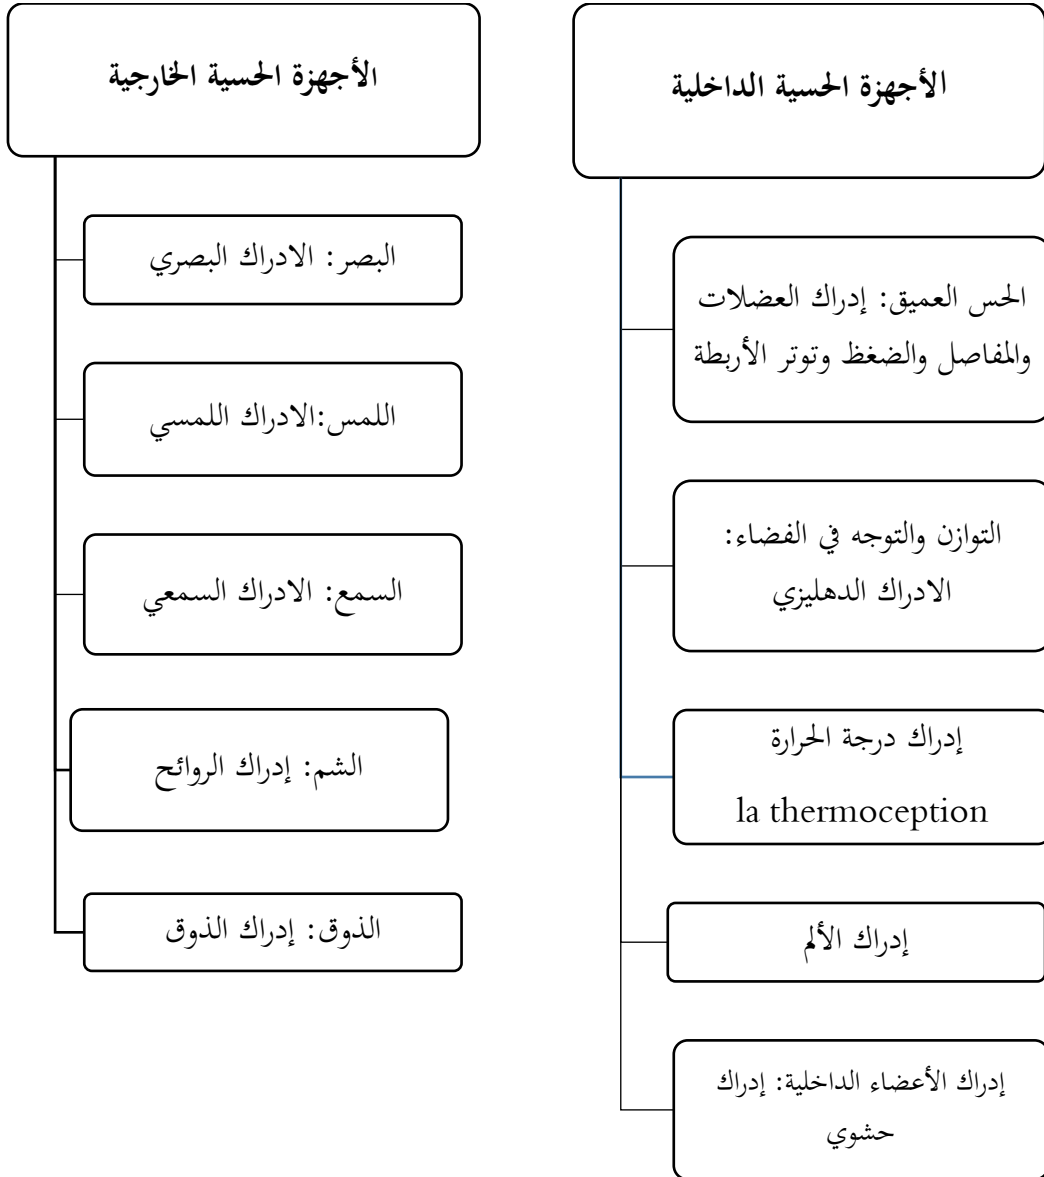 الأجهزة الحسية الداخلية
الحس العميق: إدراك العضلات
والمفاصل والضغظ وتوتر الأربطة
التوازن والتوجه في الفضاء:
الادراك الدهليزي
إدراك درجة الحرارة
la thermoception
إدراك الألم
إدراك الأعضاء الداخلية: إدراك
حشوي
الأجهزة الحسية الخارجية
البصر: الادراك البصري
اللمس:الادراك اللمسي
السمع: الادراك السمعي
الشم: إدراك الروائح
الذوق: إدراك الذوق